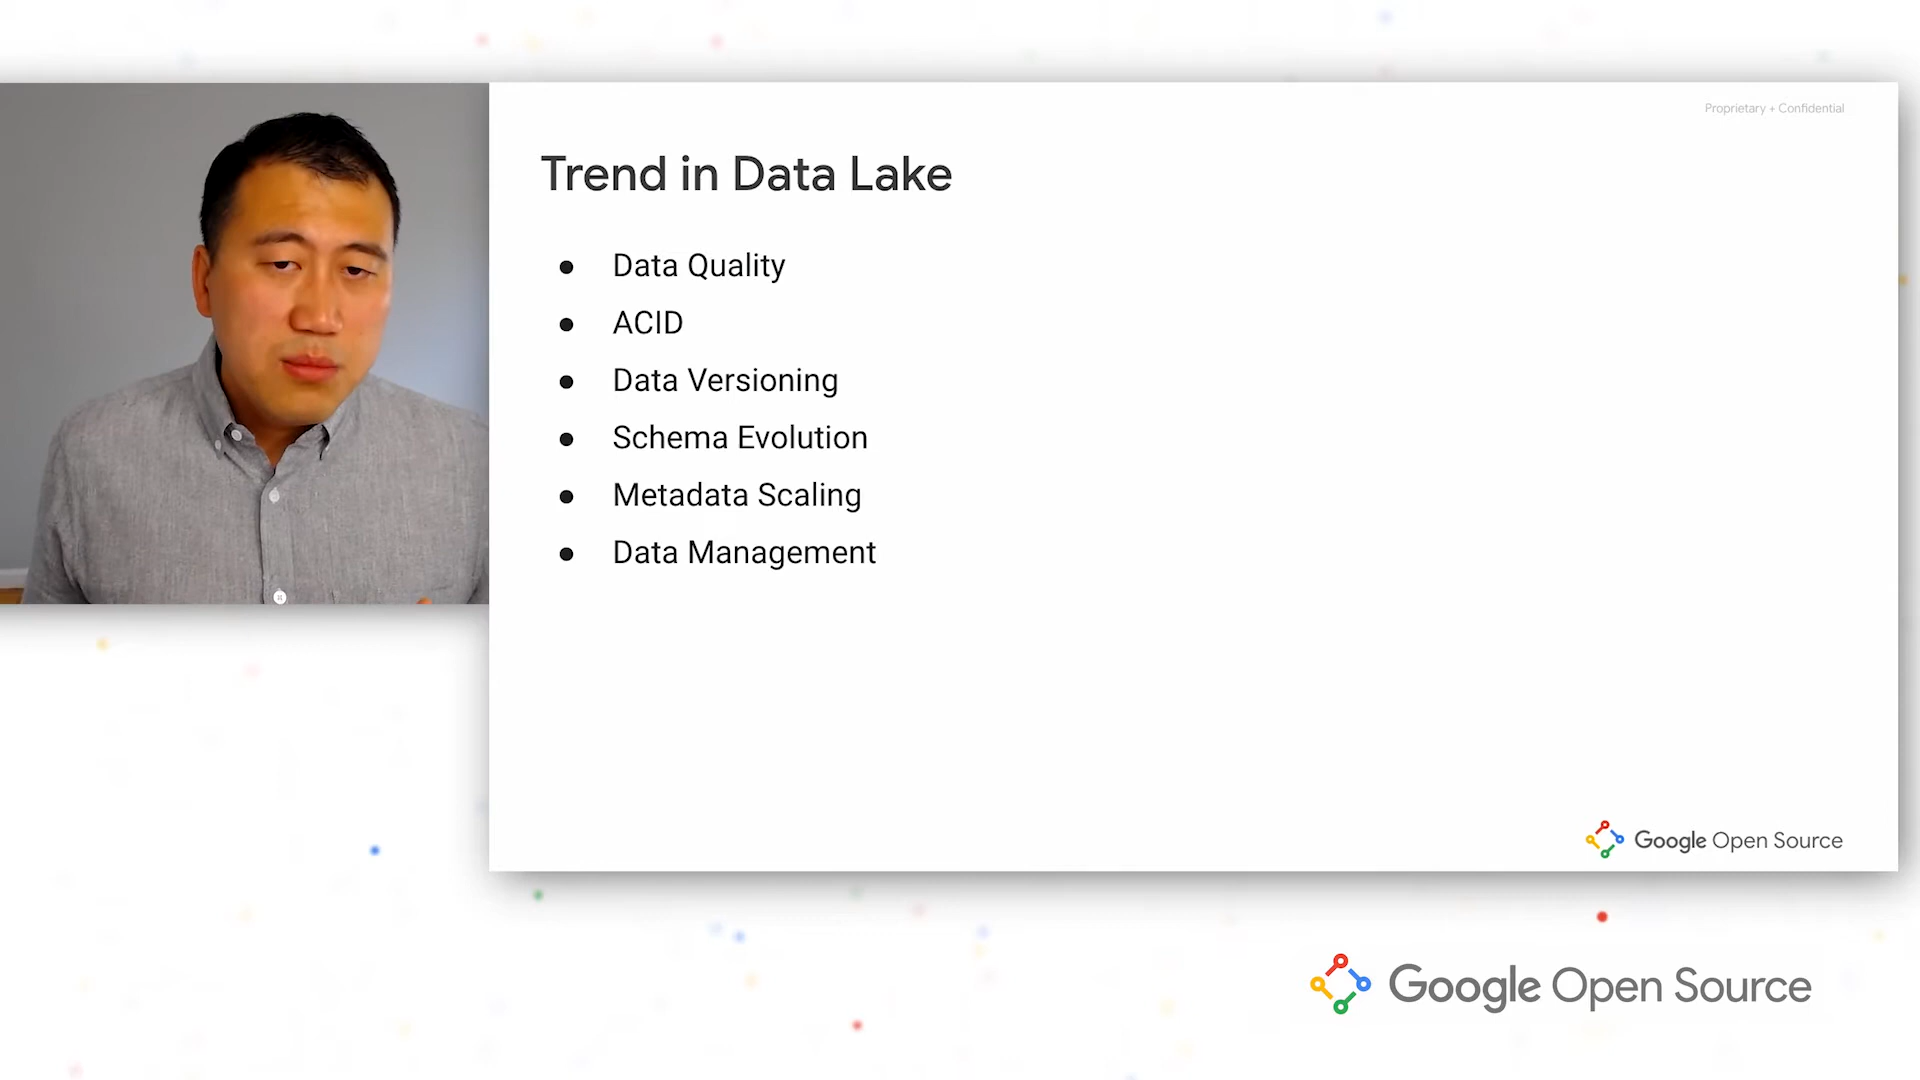 Proprietary + Confidential
Trend in Data Lake
● Data Quality
● ACID
● Data Versioning
● Schema Evolution
● Metadata Scaling
● Data Management
Google Open Source
Google Open Source